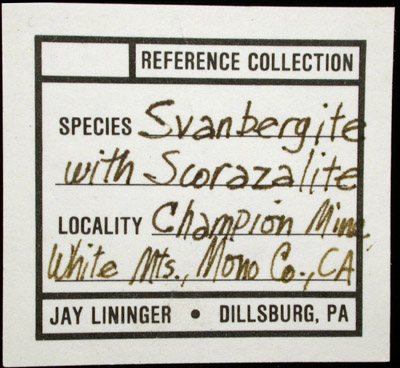 REFERENCE COLLECTION
SPECIES Svanbergite
with Scorazalite
LOCALITY Champion Mine
White Mts., Mono Co., CA
JAY LININGER • DILLSBURG, PA